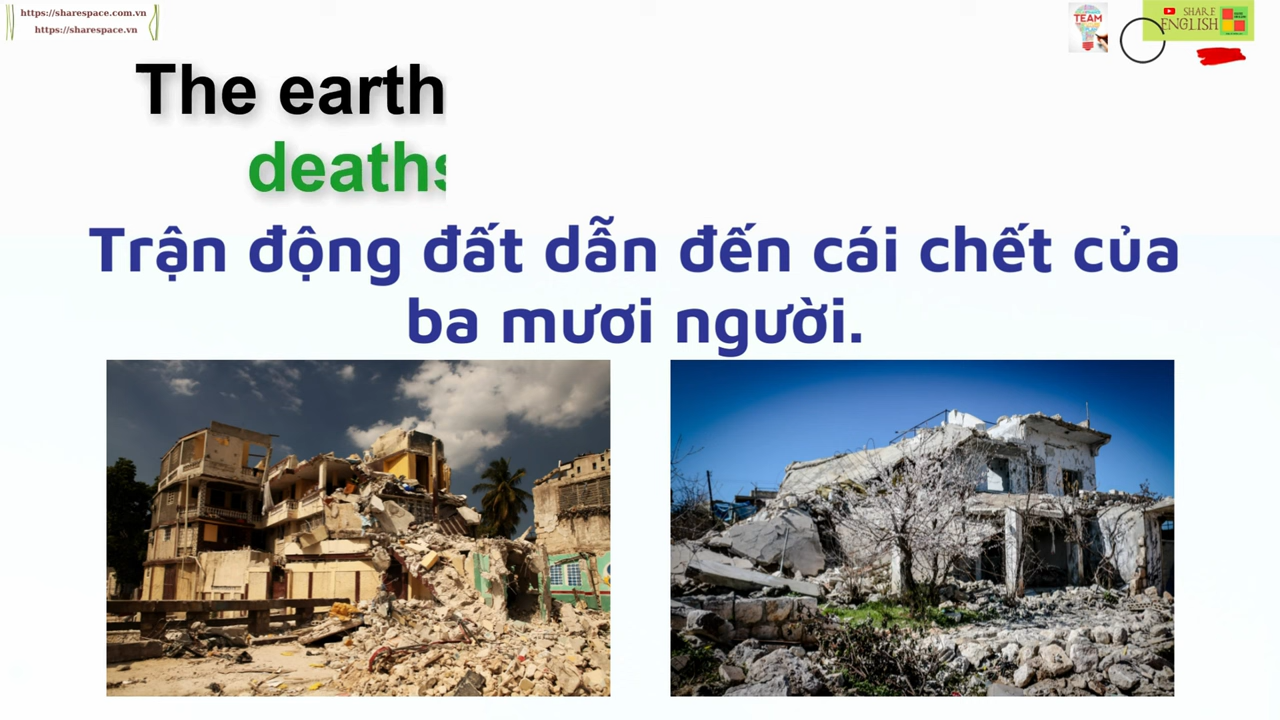 https://sharespace.com.vn
https://sharespace.vn
TEAM
SHARE
ENGLISH
The earth
deaths
Trận động đất dẫn đến cái chết của
ba mươi người.